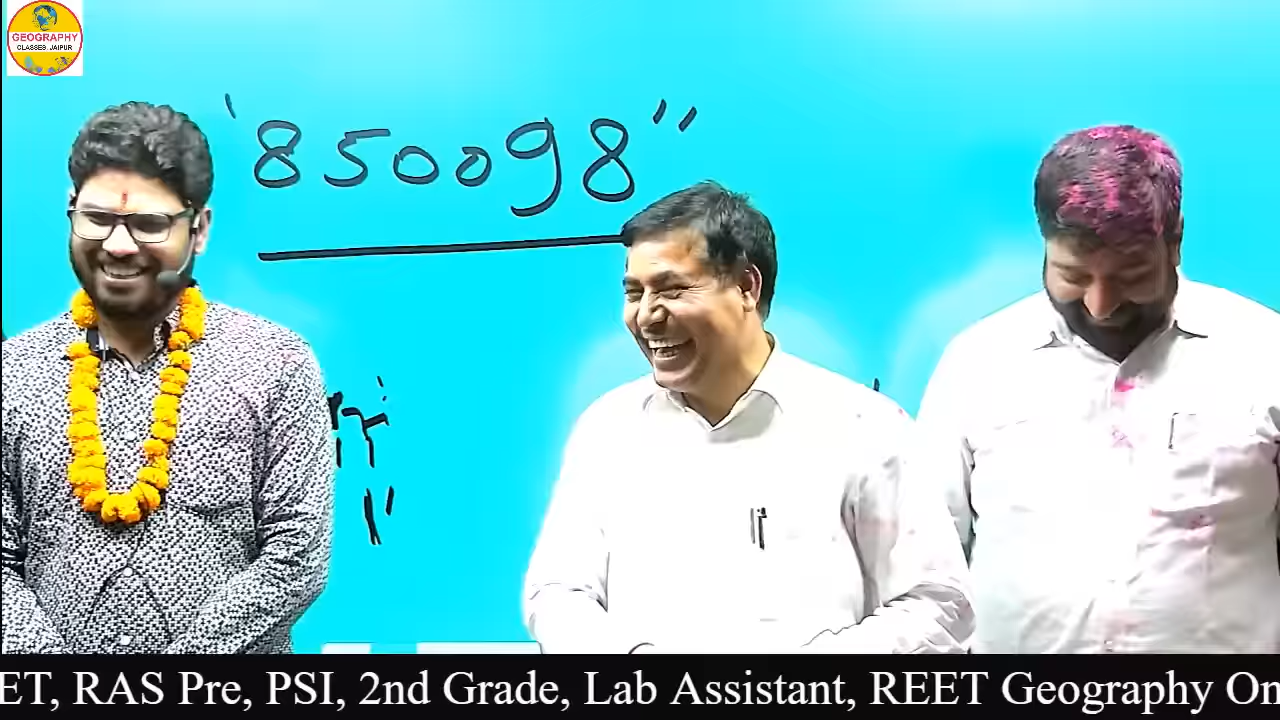 GEOGRAPHY
CLASSES, JAIPUR
'850098"
ET, RAS Pre, PSI, 2nd Grade, Lab Assistant, REET Geography On